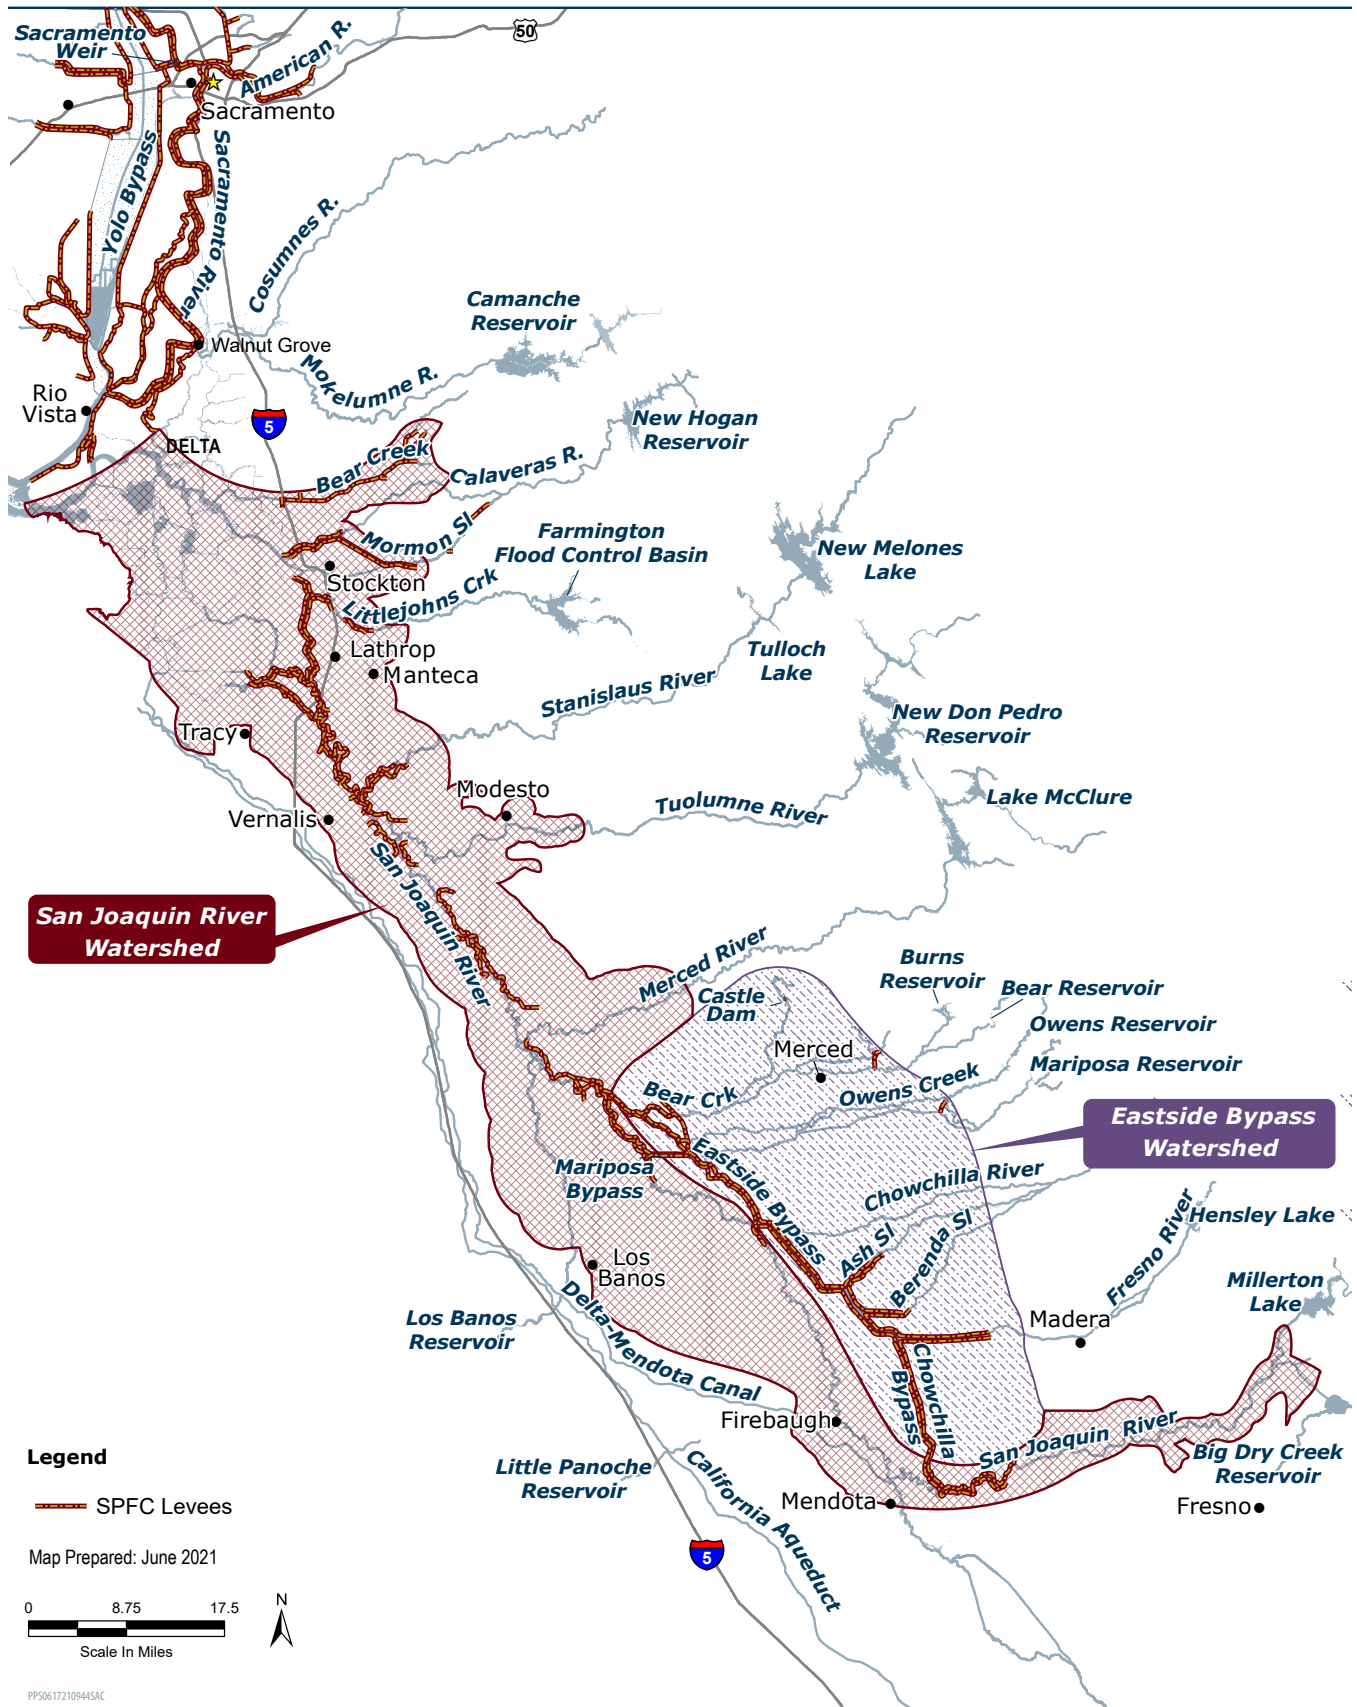 Sacramento
Weir
50
American R.
Sacramento
Yolo Bypass
Sacramento River
Cosumnes R.
Camanche
Reservoir
Walnut Grove
Mokelumne R.
Rio
Vista
5
New Hogan
Reservoir
DELTA
Bear Creek
Calaveras R.
Mormon Sl
Farmington
Flood Control Basin
New Melones
Lake
Stockton
Littlejohns Crk
Lathrop
Manteca
Tulloch
Lake
Stanislaus River
Tracy
New Don Pedro
Reservoir
Modesto
Vernalis
Tuolumne River
Lake McClure
San Joaquin River
San Joaquin River
Watershed
Merced River
Burns
Reservoir
Castle
Dam
Bear Reservoir
Owens Reservoir
Merced
Mariposa Reservoir
Bear Crk
Owens Creek
Eastside Bypass
Watershed
Mariposa
Bypass
Eastside Bypass
Chowchilla River
Ash Sl
Berenda Sl
Fresno River
Hensley Lake
Los
Banos
Delta-Mendota Canal
Millerton
Lake
Los Banos
Reservoir
Madera
Chowchilla
Bypass
Firebaugh
San Joaquin River
Big Dry Creek
Reservoir
Little Panoche
Reservoir
California Aqueduct
Mendota
Fresno
5
Legend
SPFC Levees
Map Prepared: June 2021
0 8.75 17.5
Scale In Miles
N
PPS0617210944SAC